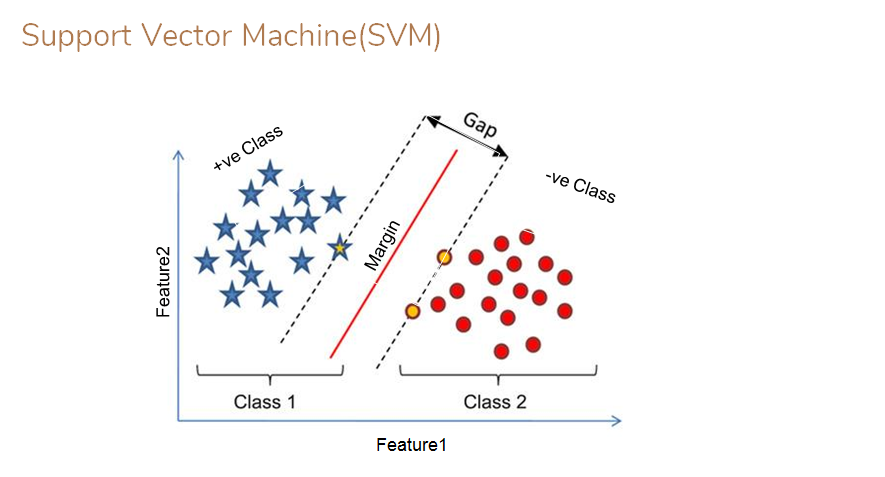 Support Vector Machine(SVM)
Gap
+ve Class
-ve Class
Margin
Feature2
Class 1
Class 2
Feature1